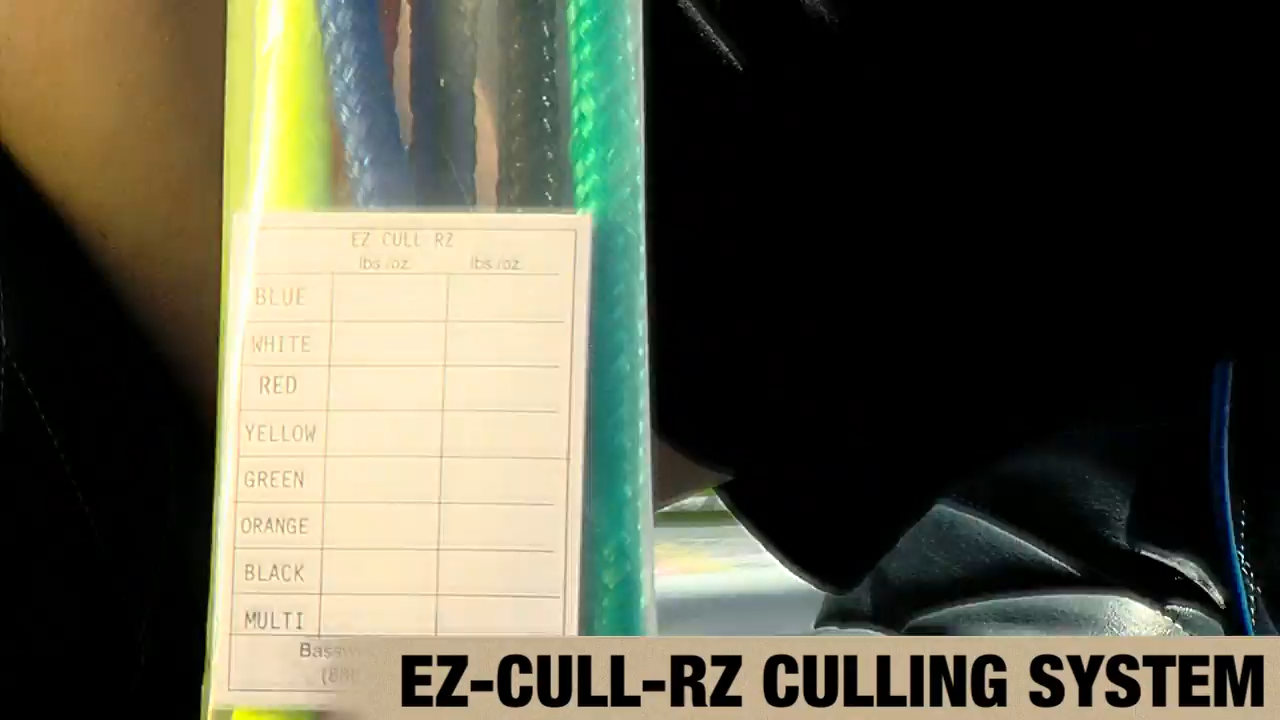 EZ CULL RZ
lbs./oz. lbs./oz.
BLUE
WHITE
RED
YELLOW
GREEN
ORANGE
BLACK
MULTI
EZ-CULL-RZ CULLING SYSTEM